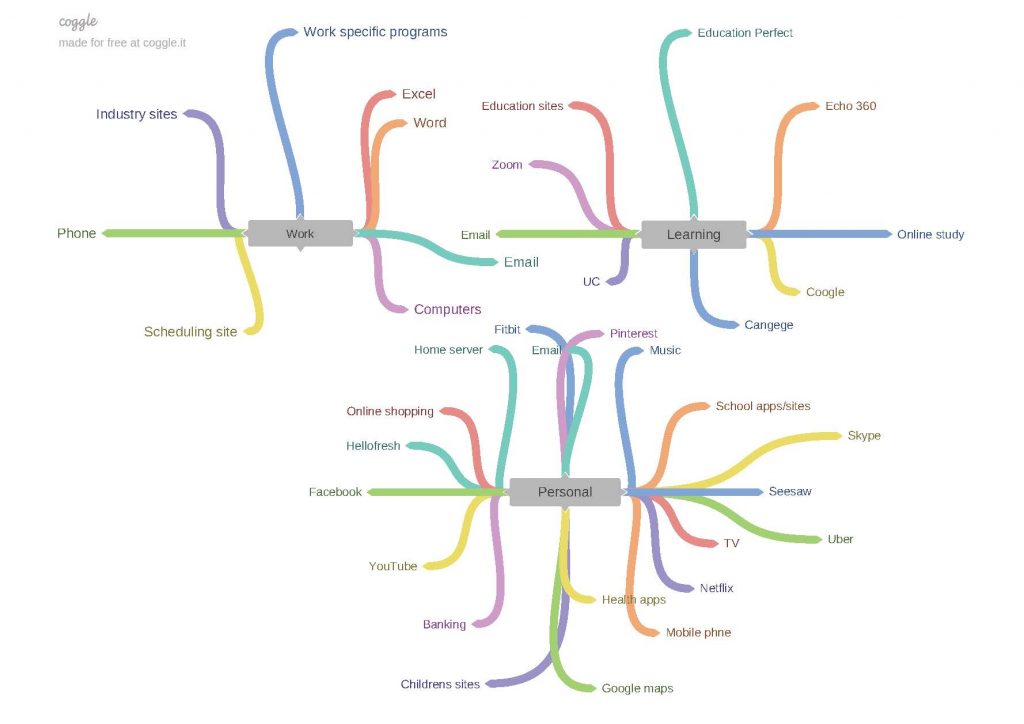 coggle
made for free at coggle.it
Work specific programs
Excel
Word
Industry sites
Phone
Work
Email
Scheduling site
Computers
Education Perfect
Education sites
Echo 360
Zoom
Email
Learning
Online study
UC
Coogle
Cangege
Fitbit
Pinterest
Home server
Email
Music
Online shopping
School apps/sites
Hellofresh
Skype
Facebook
Personal
Seesaw
TV
Uber
YouTube
Netflix
Health apps
Banking
Mobile phne
Childrens sites
Google maps